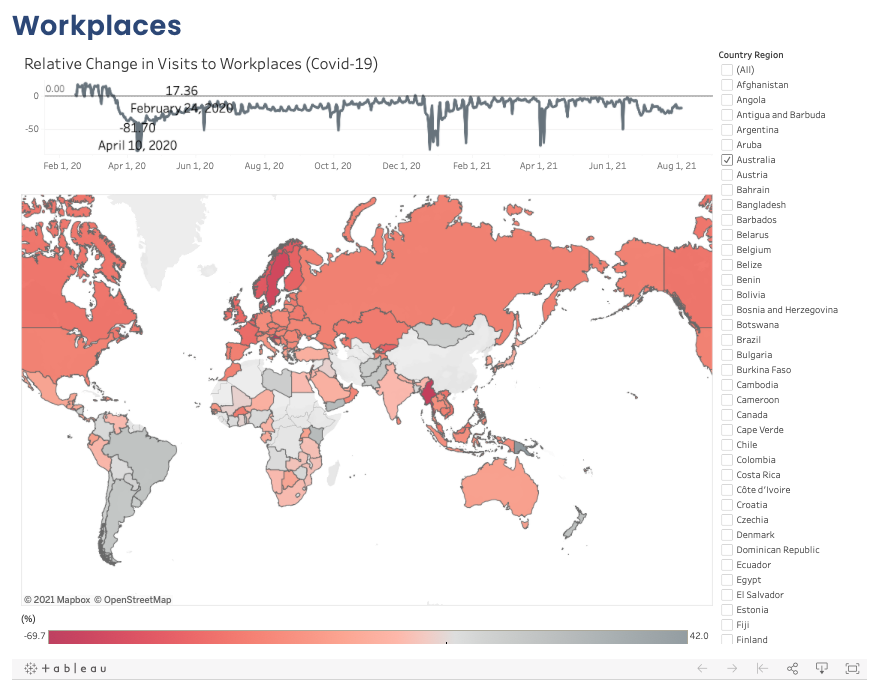 Workplaces
Relative Change in Visits to Workplaces (Covid-19)
0.00
0
17.36
February 24, 2020
-50
-81.70
April 10, 2020
Feb 1, 20 Apr 1, 20 Jun 1, 20 Aug 1, 20 Oct 1, 20 Dec 1, 20 Feb 1, 21 Apr 1, 21 Jun 1, 21 Aug 1, 21
Country Region
(All)
Afghanistan
Angola
Antigua and Barbuda
Argentina
Aruba
Australia
Austria
Bahrain
Bangladesh
Barbados
Belarus
Belgium
Belize
Benin
Bolivia
Bosnia and Herzegovina
Botswana
Brazil
Bulgaria
Burkina Faso
Cambodia
Cameroon
Canada
Cape Verde
Chile
Colombia
Costa Rica
Côte d'Ivoire
Croatia
Czechia
Denmark
Dominican Republic
Ecuador
Egypt
El Salvador
Estonia
Fiji
Finland
© 2021 Mapbox © OpenStreetMap
(%)
-69.7 42.0
+ a b | e a u